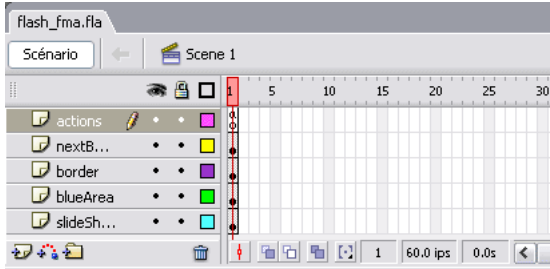 flash_fma.fla
Scénario Scene 1
1 5 10 15 20 25 30
actions
nextB...
border
blueArea
slideSh...
1 60.0 ips 0.0s